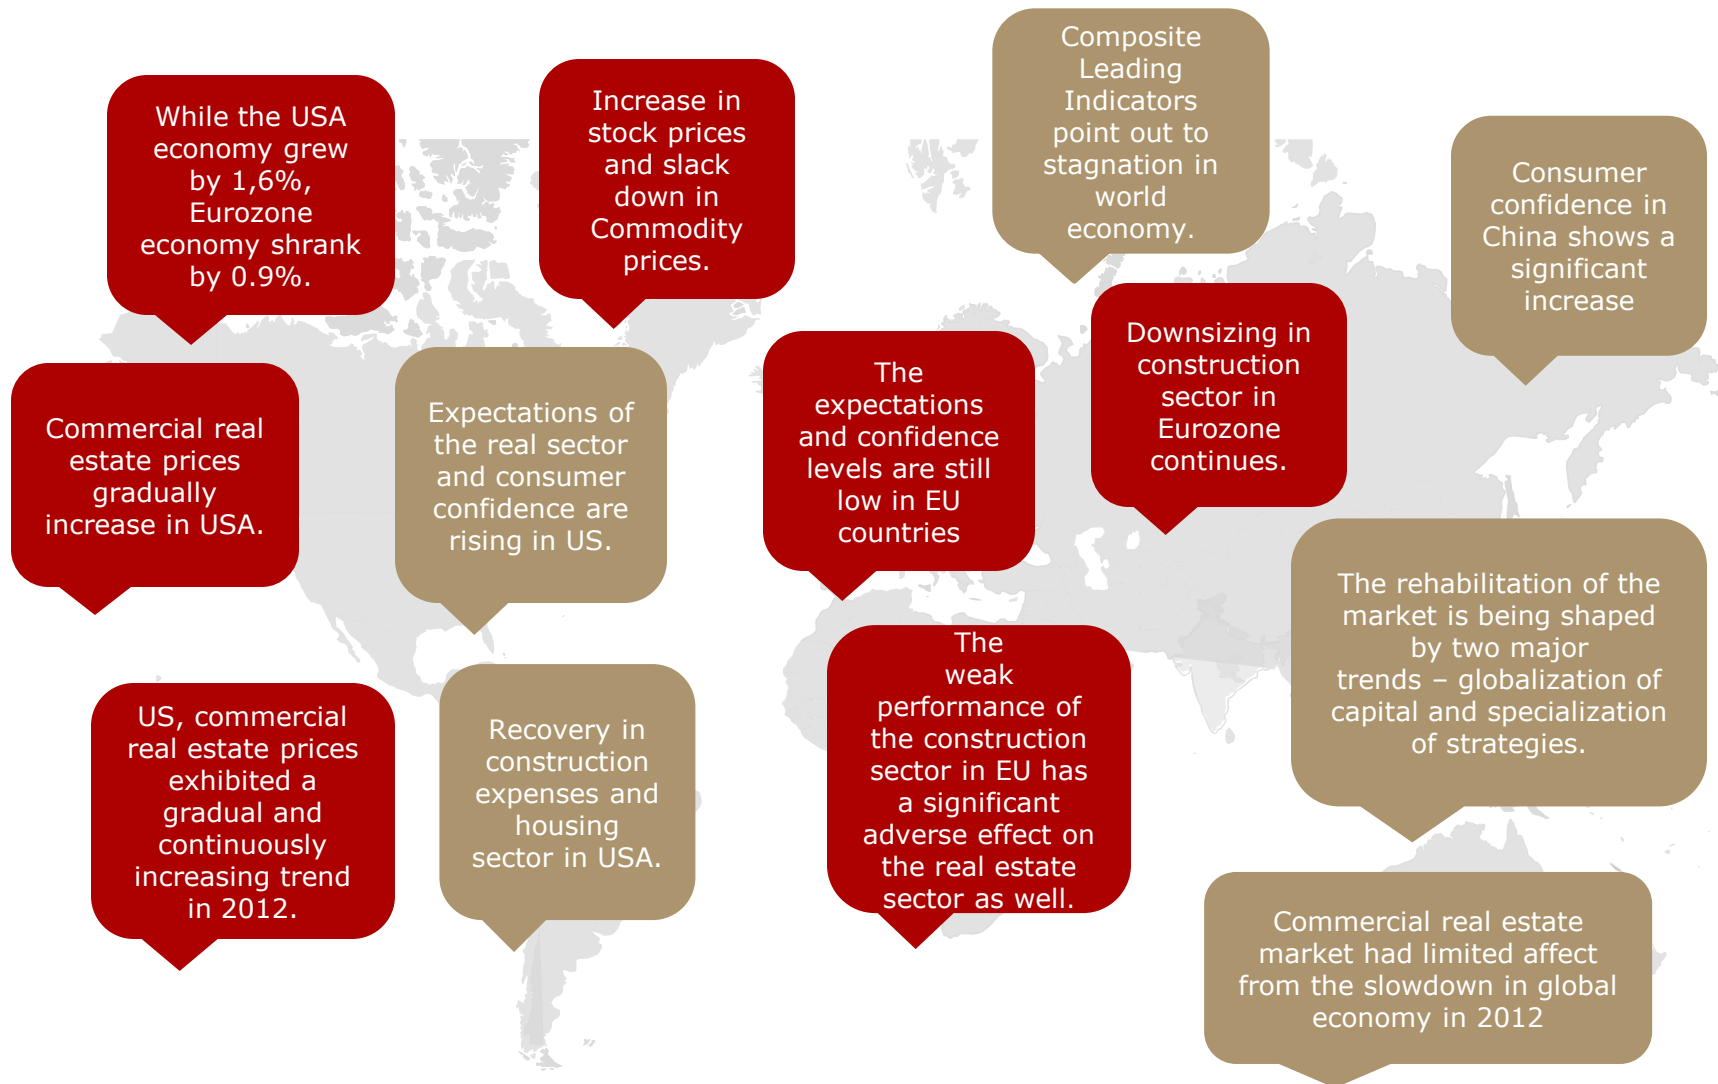 While the USA
economy grew
by 1,6%,
Eurozone
economy shrank
by 0.9%.
Increase in
stock prices
and slack
down in
Commodity
prices.
Composite
Leading
Indicators
point out to
stagnation in
world
economy.
Consumer
confidence in
China shows a
significant
increase
Commercial real
estate prices
gradually
increase in USA.
Expectations of
the real sector
and consumer
confidence are
rising in US.
The
expectations
and confidence
levels are still
low in EU
countries
Downsizing in
construction
sector in
Eurozone
continues.
The rehabilitation of the
market is being shaped
by two major
trends – globalization of
capital and specialization
of strategies.
US, commercial
real estate prices
exhibited a
gradual and
continuously
increasing trend
in 2012.
Recovery in
construction
expenses and
housing
sector in USA.
The
weak
performance of
the construction
sector in EU has
a significant
adverse effect on
the real estate
sector as well.
Commercial real estate
market had limited affect
from the slowdown in global
economy in 2012